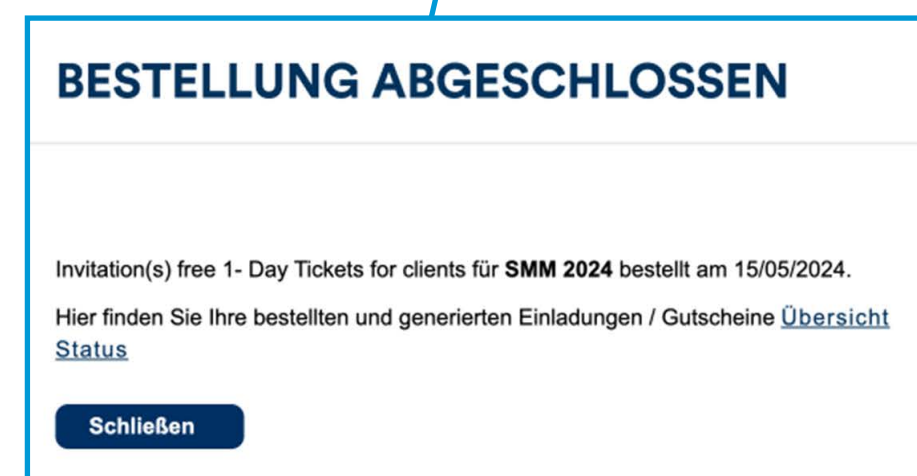 BESTELLUNG ABGESCHLOSSEN
Invitation(s) free 1- Day Tickets for clients für SMM 2024 bestellt am 15/05/2024.
Hier finden Sie Ihre bestellten und generierten Einladungen / Gutscheine Übersicht
Status
Schließen